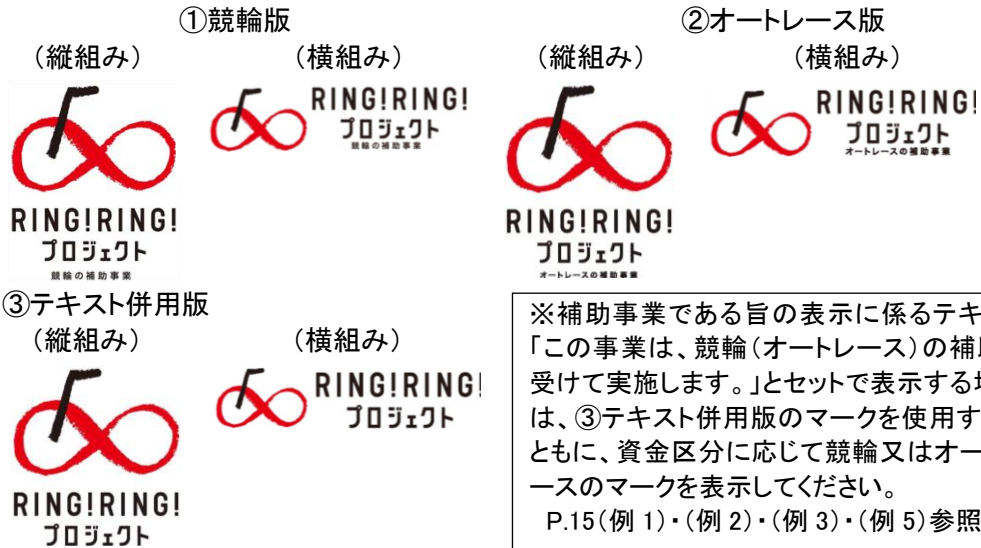 ①競輪版
（縦組み）
（横組み）
RING!RING!
プロジェクト
競輪の補助事業
RING!RING!
プロジェクト
競輪の補助事業
②オートレース版
（縦組み）
（横組み）
RING!RING!
プロジェクト
オートレースの補助事業
RING!RING!
プロジェクト
オートレースの補助事業
③テキスト併用版
（縦組み）
（横組み）
RING!RING!
プロジェクト
RING!RING!
プロジェクト
※補助事業である旨の表示に係るテキ
「この事業は、競輪（オートレース）の補
受けて実施します。」とセットで表示する
は、③テキスト併用版のマークを使用す
ともに、資金区分に応じて競輪又はオー
ースのマークを表示してください。
P.15（例 1）・（例 2）・（例 3）・（例 5）参照